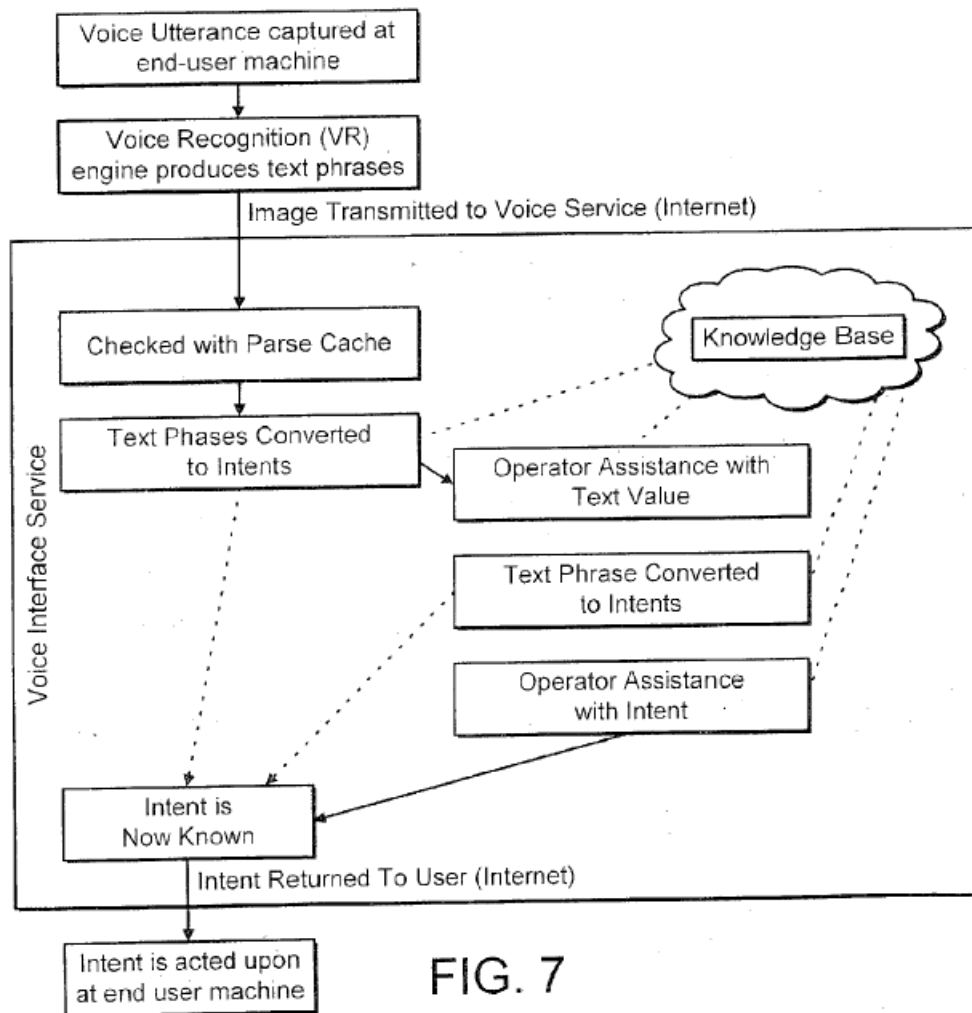 Voice Utterance captured at
end-user machine
Voice Recognition (VR)
engine produces text phrases
Image Transmitted to Voice Service (Internet)
Checked with Parse Cache
Knowledge Base
Text Phases Converted
to Intents
Operator Assistance with
Text Value
Text Phrase Converted
to Intents
Operator Assistance
with Intent
Voice Interface Service
Intent is
Now Known
Intent Returned To User (Internet)
Intent is acted upon
at end user machine
FIG. 7